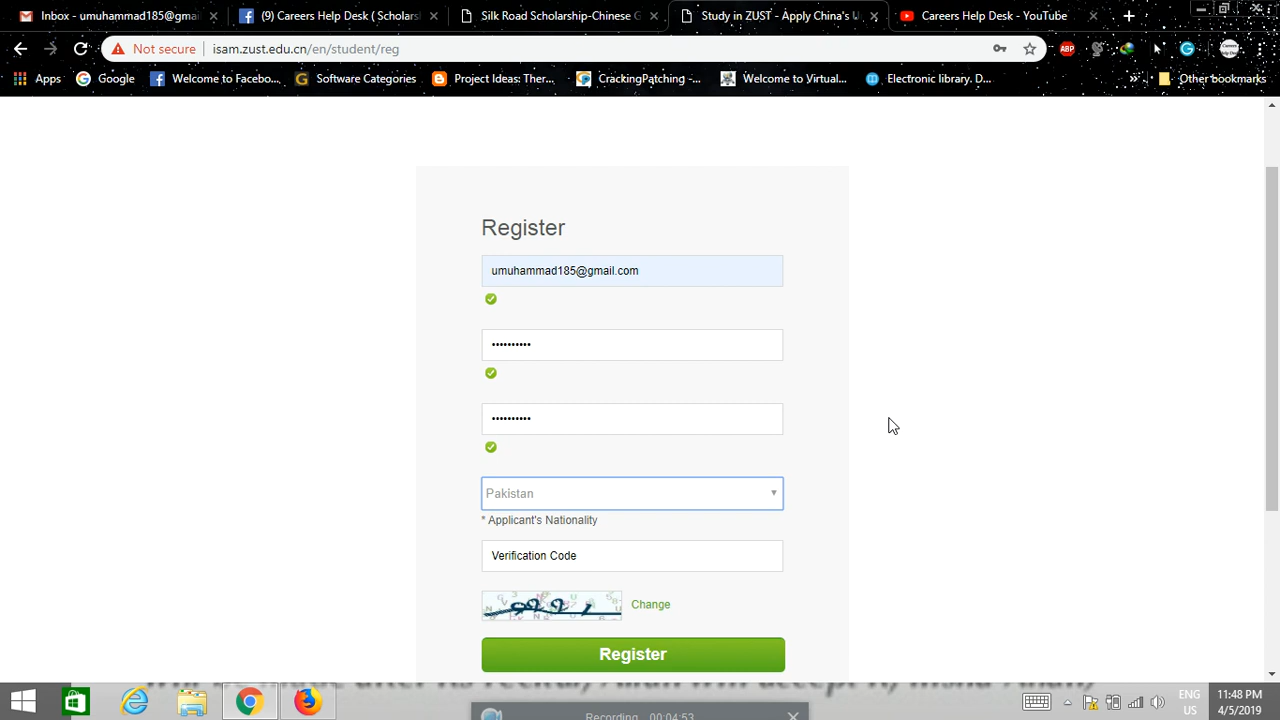 Inbox - umuhammad185@gmai
(9) Careers Help Desk ( Scholars
Silk Road Scholarship-Chinese G
Study in ZUST - Apply China's U
Careers Help Desk - YouTube
Not secure isam.zust.edu.cn/en/student/reg
ABP
Apps Google Welcome to Facebo... Software Categories Project Ideas: Ther... CrackingPatching -... Welcome to Virtual... Electronic library. D... » Other bookmarks
Register
umuhammad185@gmail.com
••••••••••
••••••••••
Pakistan
* Applicant's Nationality
Verification Code
Change
Register
ENG 11:48 PM
US 4/5/2019
Recording 00:04:53